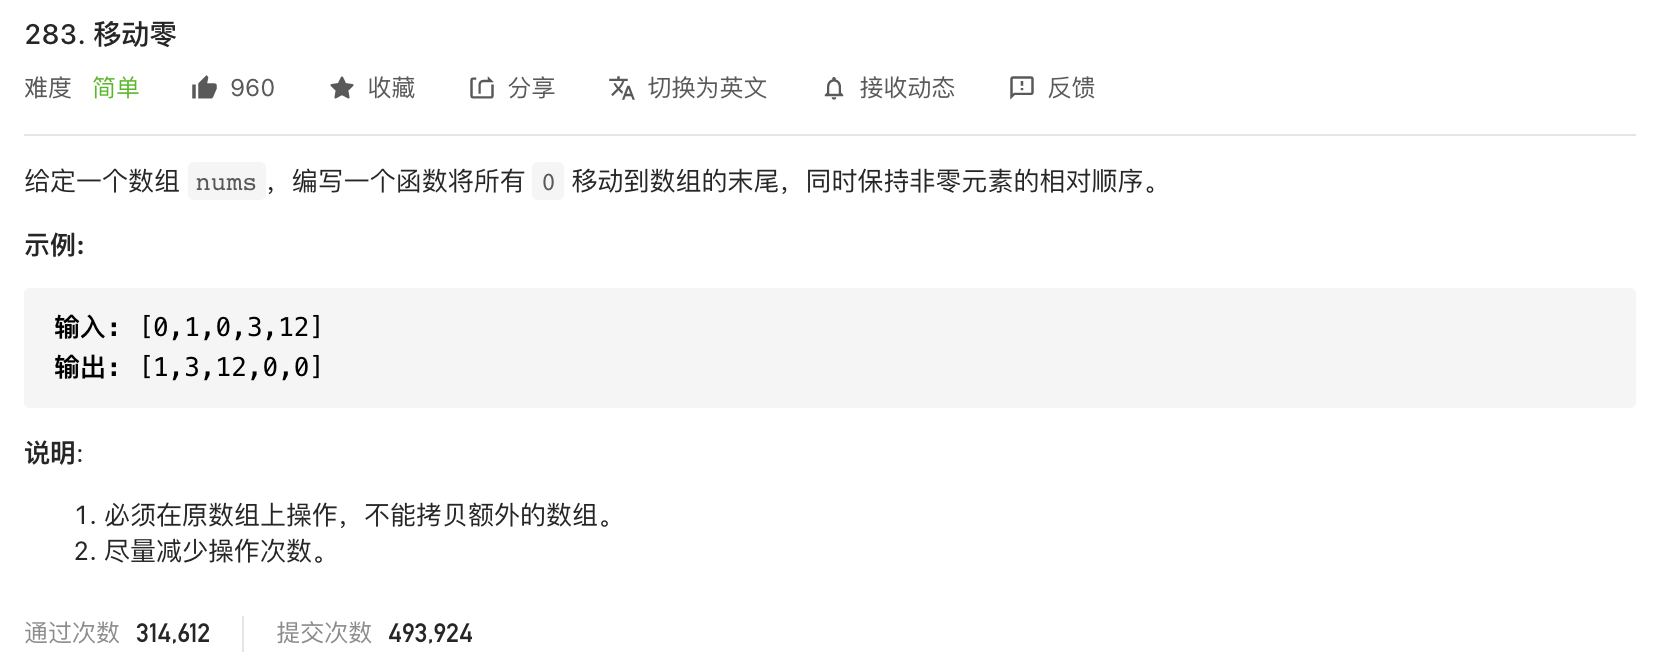 283. 移动零
难度 简单 960 收藏 分享 切换为英文 接收动态 反馈
给定一个数组 nums，编写一个函数将所有 0 移动到数组的末尾，同时保持非零元素的相对顺序。
示例:
输入: [0,1,0,3,12]
输出: [1,3,12,0,0]
说明:
1. 必须在原数组上操作，不能拷贝额外的数组。
2. 尽量减少操作次数。
通过次数 314,612 提交次数 493,924